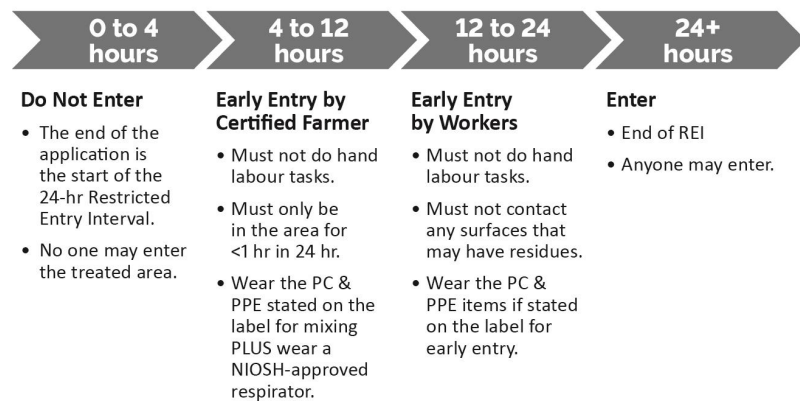 0 to 4
hours
4 to 12
hours
12 to 24
hours
24+
hours
Do Not Enter
• The end of the
application is
the start of the
24-hr Restricted
Entry Interval.
• No one may enter
the treated area.
Early Entry by
Certified Farmer
• Must not do hand
labour tasks.
• Must only be
in the area for
<1 hr in 24 hr.
• Wear the PC &
PPE stated on the
label for mixing
PLUS wear a
NIOSH-approved
respirator.
Early Entry
by Workers
• Must not do hand
labour tasks.
• Must not contact
any surfaces that
may have residues.
• Wear the PC &
PPE items if stated
on the label for
early entry.
Enter
• End of REI
• Anyone may enter.